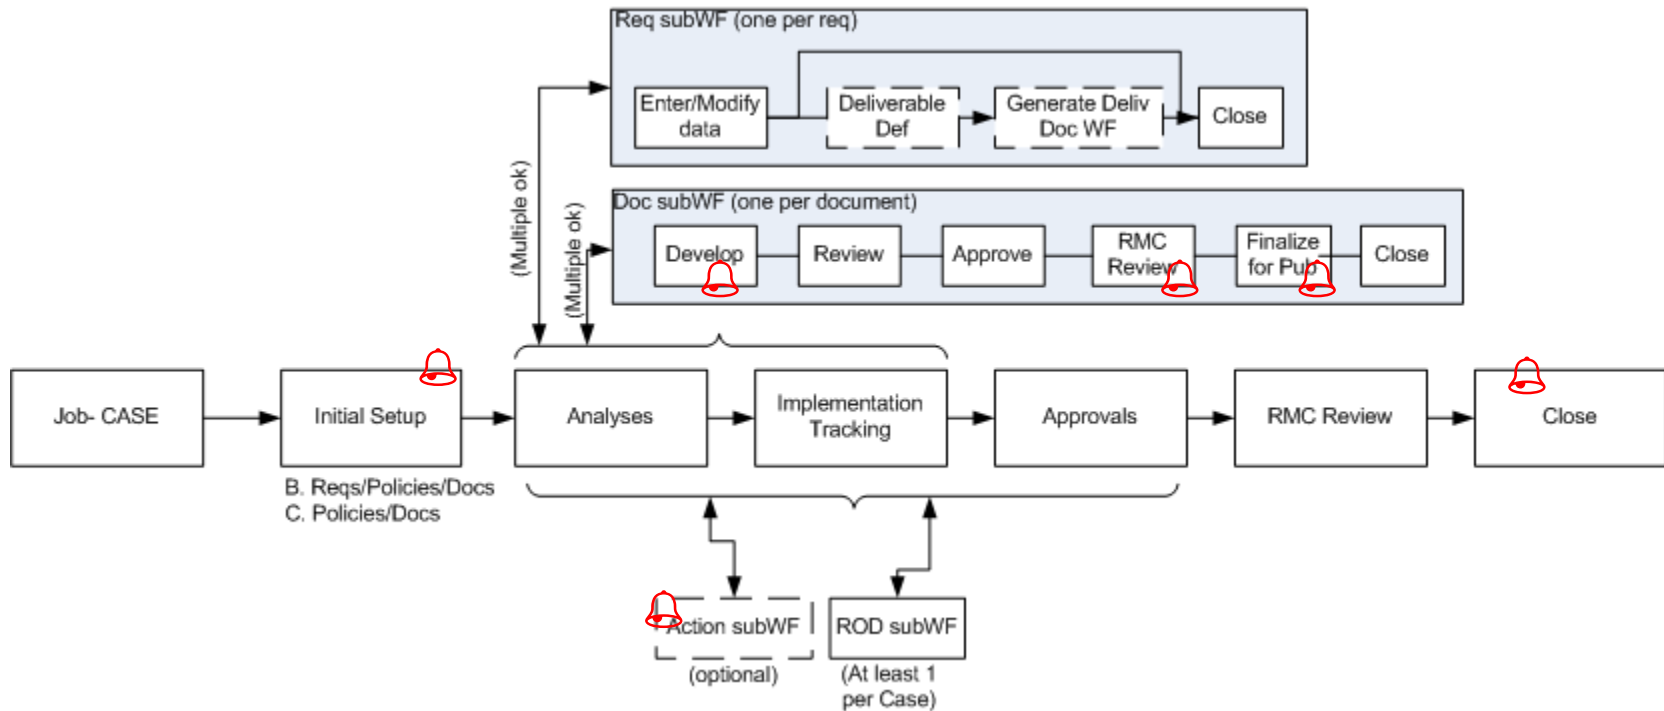 Req subWF (one per req)
Enter/Modify
data
Deliverable
Def
Generate Deliv
Doc WF
Close
(Multiple ok)
(Multiple ok)
Doc subWF (one per document)
Develop
Review
Approve
RMC
Review
Finalize
for Pub
Close
Job- CASE
Initial Setup
Analyses
Implementation
Tracking
Approvals
RMC Review
Close
B. Reqs/Policies/Docs
C. Policies/Docs
Action subWF
(optional)
ROD subWF
(At least 1
per Case)